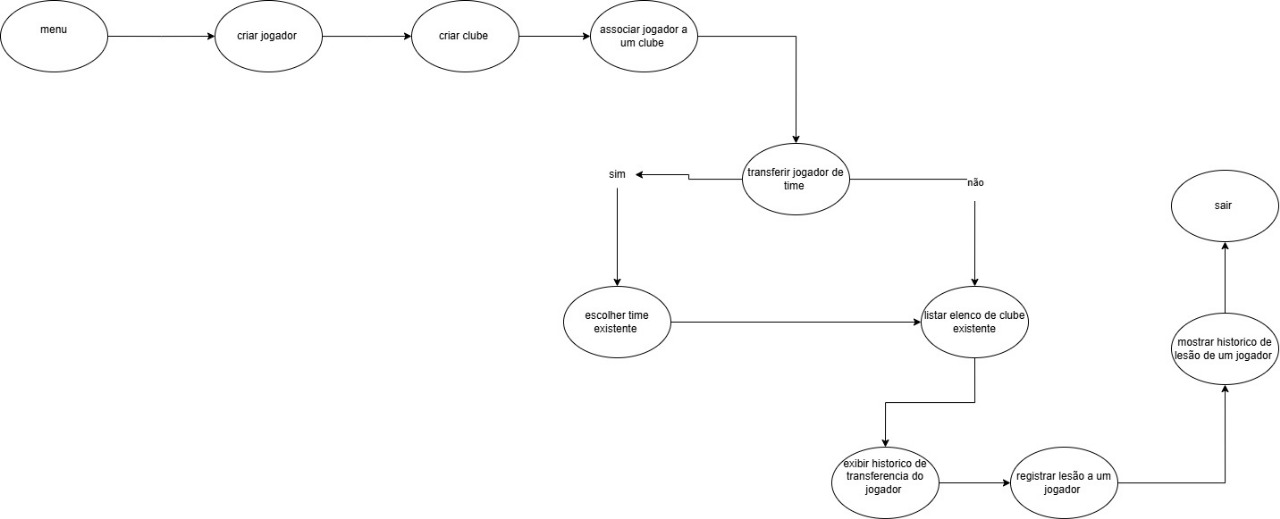 menu
criar jogador
criar clube
associar jogador a
um clube
sim
transferir jogador de
time
não
sair
escolher time
existente
listar elenco de clube
existente
mostrar historico de
lesão de um jogador
exibir historico de
transferencia do
jogador
registrar lesão a um
jogador